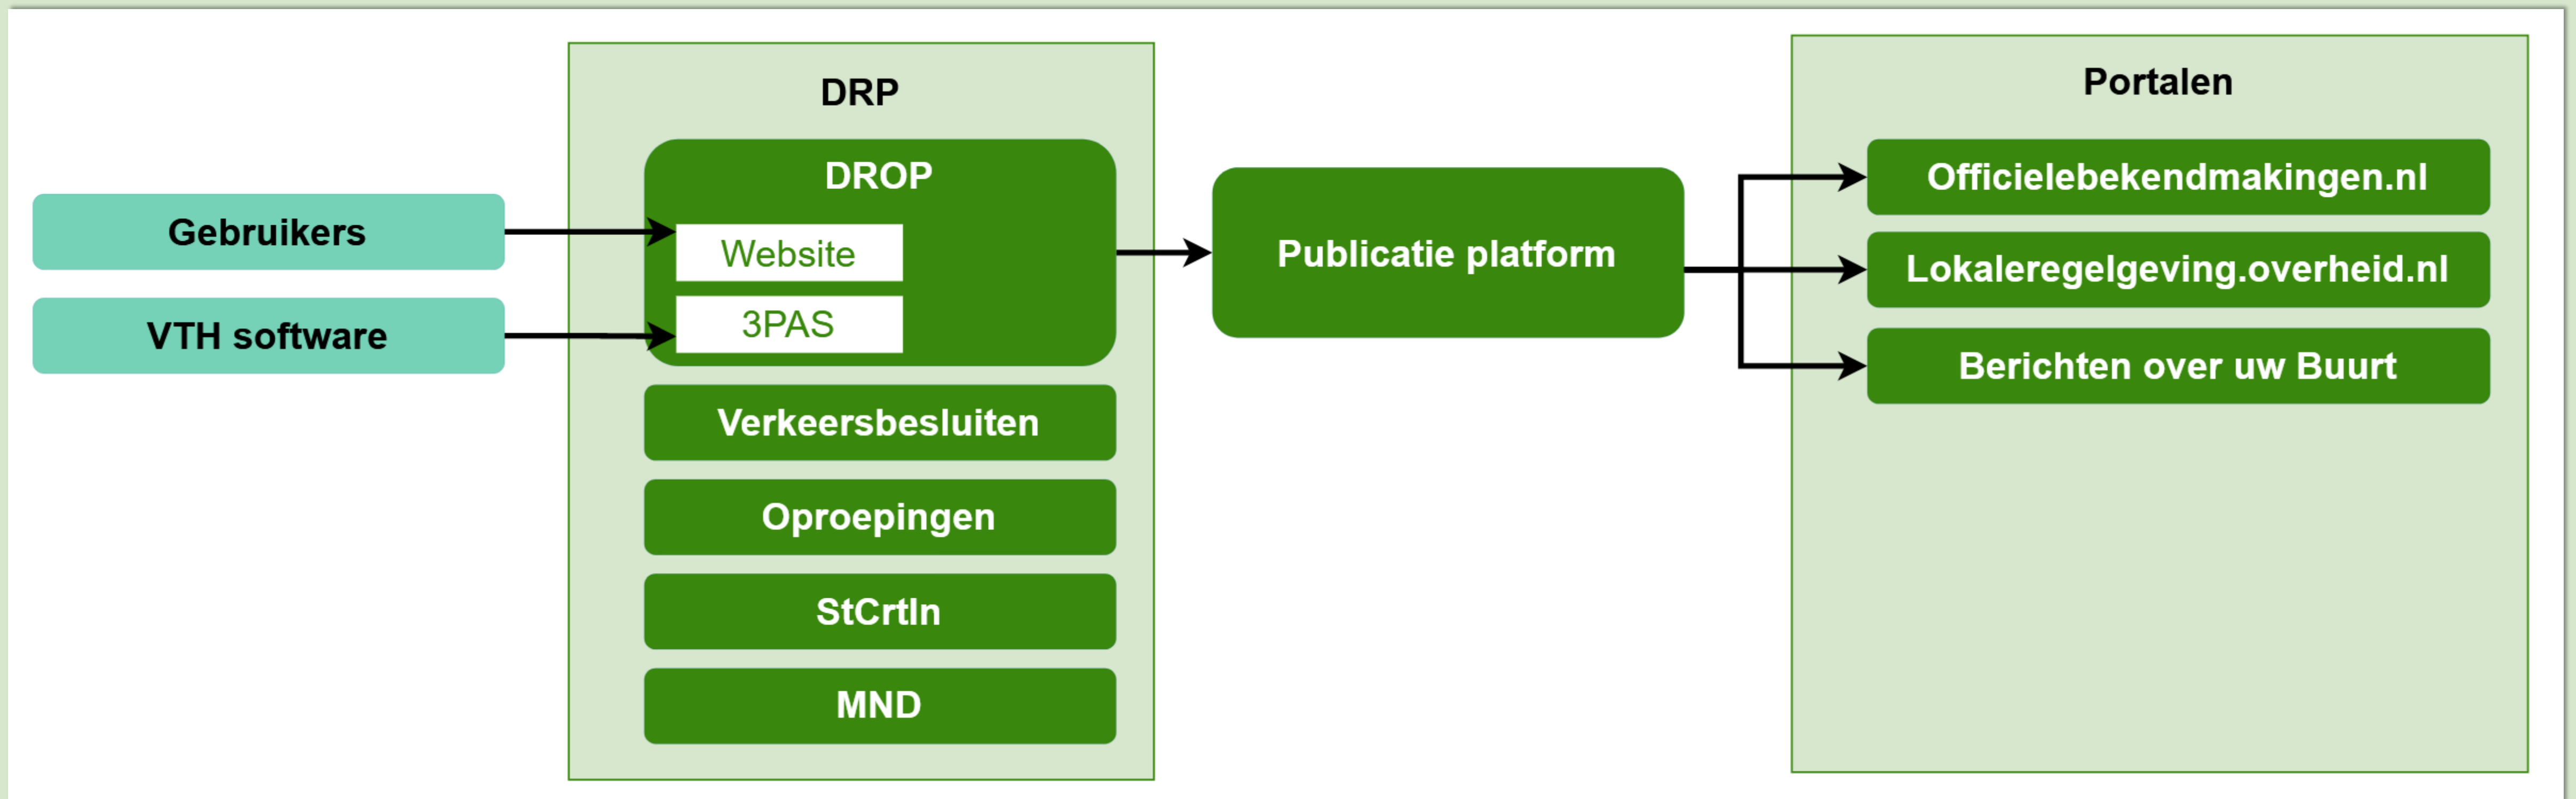 Gebruikers
VTH software
DRP
DROP
Website
3PAS
Verkeersbesluiten
Oproepingen
StCrtIn
MND
Publicatie platform
Portalen
Officielebekendmakingen.nl
Lokaleregelgeving.overheid.nl
Berichten over uw Buurt